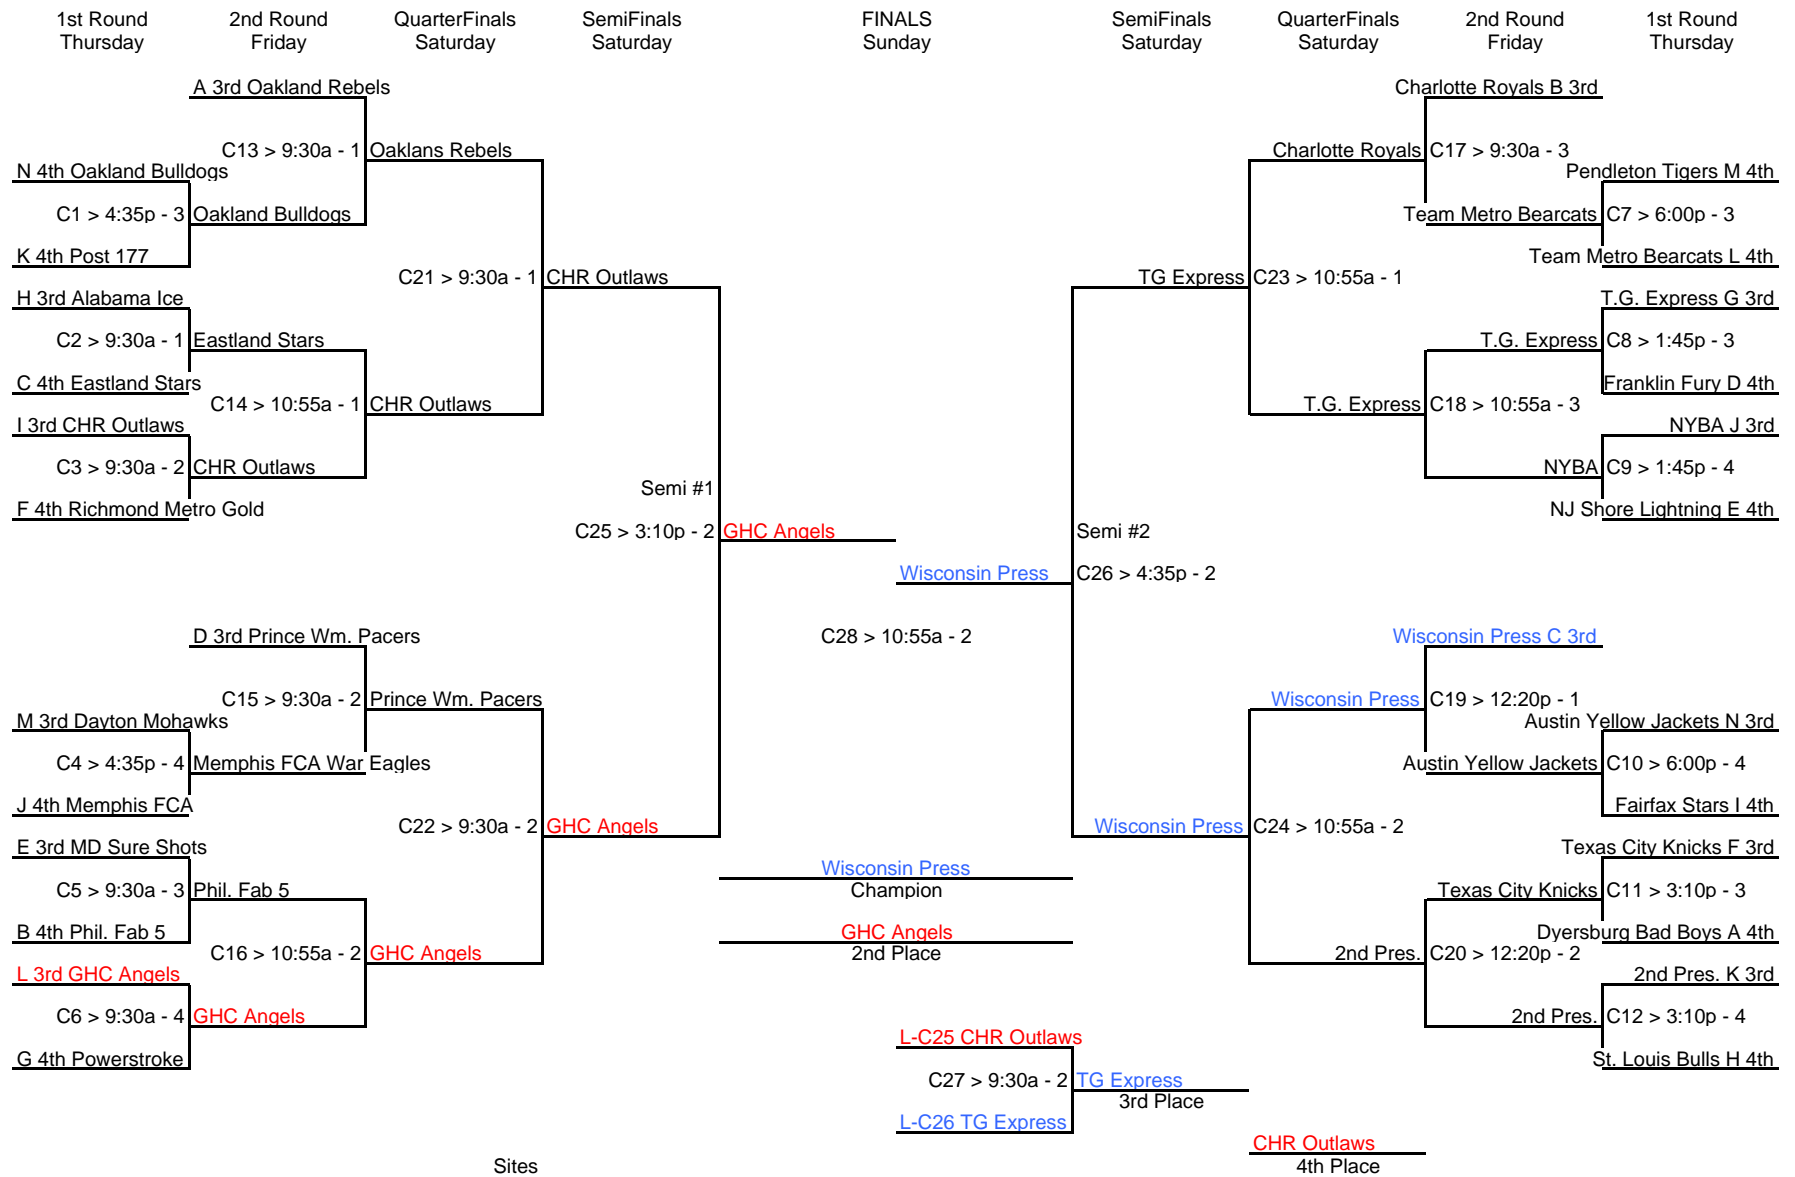 1st Round 2nd Round QuarterFinals SemiFinals FINALS SemiFinals QuarterFinals 2nd Round 1st Round
Thursday Friday Saturday Saturday Sunday Saturday Saturday Friday Thursday
A 3rd Oakland Rebels Charlotte Royals B 3rd
C13 > 9:30a - 1 Oaklans Rebels Charlotte Royals C17 > 9:30a - 3
N 4th Oakland Bulldogs Pendleton Tigers M 4th
C1 > 4:35p - 3 Oakland Bulldogs Team Metro Bearcats C7 > 6:00p - 3
K 4th Post 177 Team Metro Bearcats L 4th
C21 > 9:30a - 1 CHR Outlaws TG Express C23 > 10:55a - 1
H 3rd Alabama Ice T.G. Express G 3rd
C2 > 9:30a - 1 Eastland Stars T.G. Express C8 > 1:45p - 3
C 4th Eastland Stars Franklin Fury D 4th
C14 > 10:55a - 1 CHR Outlaws T.G. Express C18 > 10:55a - 3
I 3rd CHR Outlaws NYBA J 3rd
C3 > 9:30a - 2 CHR Outlaws NYBA C9 > 1:45p - 4
Semi #1
F 4th Richmond Metro Gold NJ Shore Lightning E 4th
C25 > 3:10p - 2 GHC Angels Semi #2
Wisconsin Press C26 > 4:35p - 2
D 3rd Prince Wm. Pacers C28 > 10:55a - 2 Wisconsin Press C 3rd
C15 > 9:30a - 2 Prince Wm. Pacers Wisconsin Press C19 > 12:20p - 1
M 3rd Dayton Mohawks Austin Yellow Jackets N 3rd
C4 > 4:35p - 4 Memphis FCA War Eagles Austin Yellow Jackets C10 > 6:00p - 4
J 4th Memphis FCA Fairfax Stars I 4th
C22 > 9:30a - 2 GHC Angels Wisconsin Press C24 > 10:55a - 2
E 3rd MD Sure Shots Texas City Knicks F 3rd
Wisconsin Press
C5 > 9:30a - 3 Phil. Fab 5 Champion Texas City Knicks C11 > 3:10p - 3
B 4th Phil. Fab 5 GHC Angels Dyersburg Bad Boys A 4th
C16 > 10:55a - 2 GHC Angels 2nd Place 2nd Pres. C20 > 12:20p - 2
L 3rd GHC Angels 2nd Pres. K 3rd
C6 > 9:30a - 4 GHC Angels 2nd Pres. C12 > 3:10p - 4
L-C25 CHR Outlaws
G 4th Powerstroke St. Louis Bulls H 4th
C27 > 9:30a - 2 TG Express
3rd Place
L-C26 TG Express
CHR Outlaws
Sites 4th Place